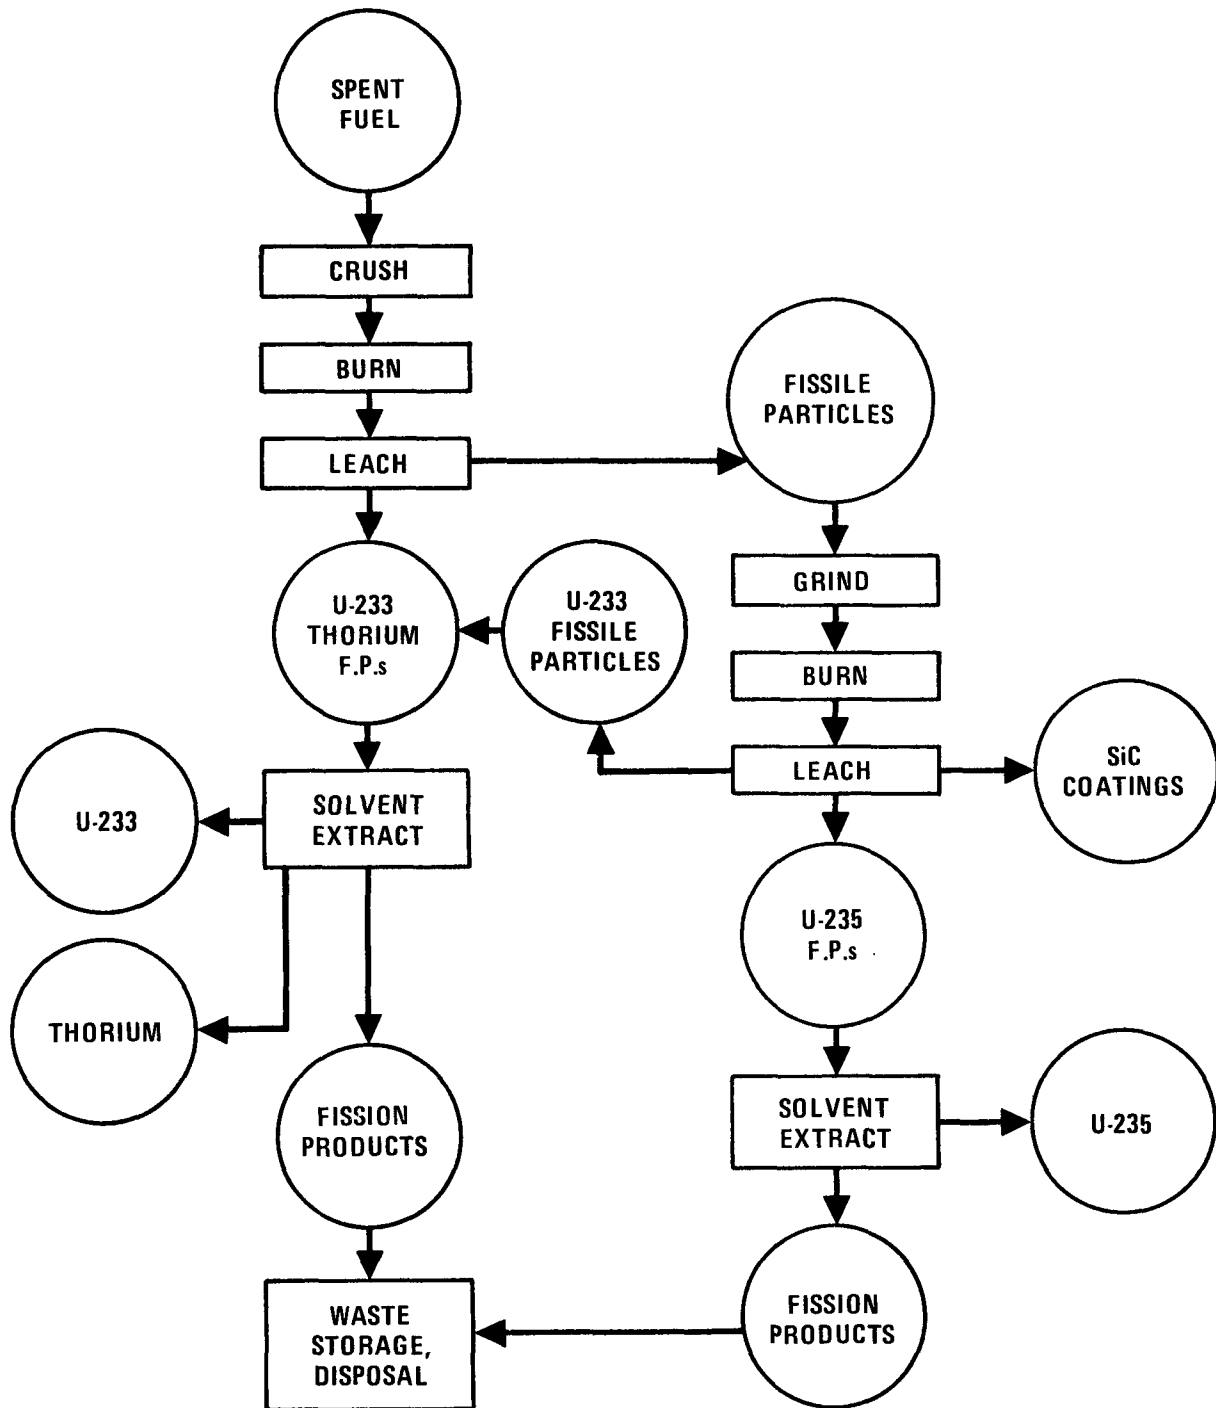 SPENT
FUEL
CRUSH
BURN
LEACH
FISSILE
PARTICLES
U-233
THORIUM
F.P.s
U-233
FISSILE
PARTICLES
GRIND
BURN
LEACH
SiC
COATINGS
U-233
SOLVENT
EXTRACT
U-235
F.P.s
THORIUM
FISSION
PRODUCTS
SOLVENT
EXTRACT
U-235
WASTE
STORAGE,
DISPOSAL
FISSION
PRODUCTS